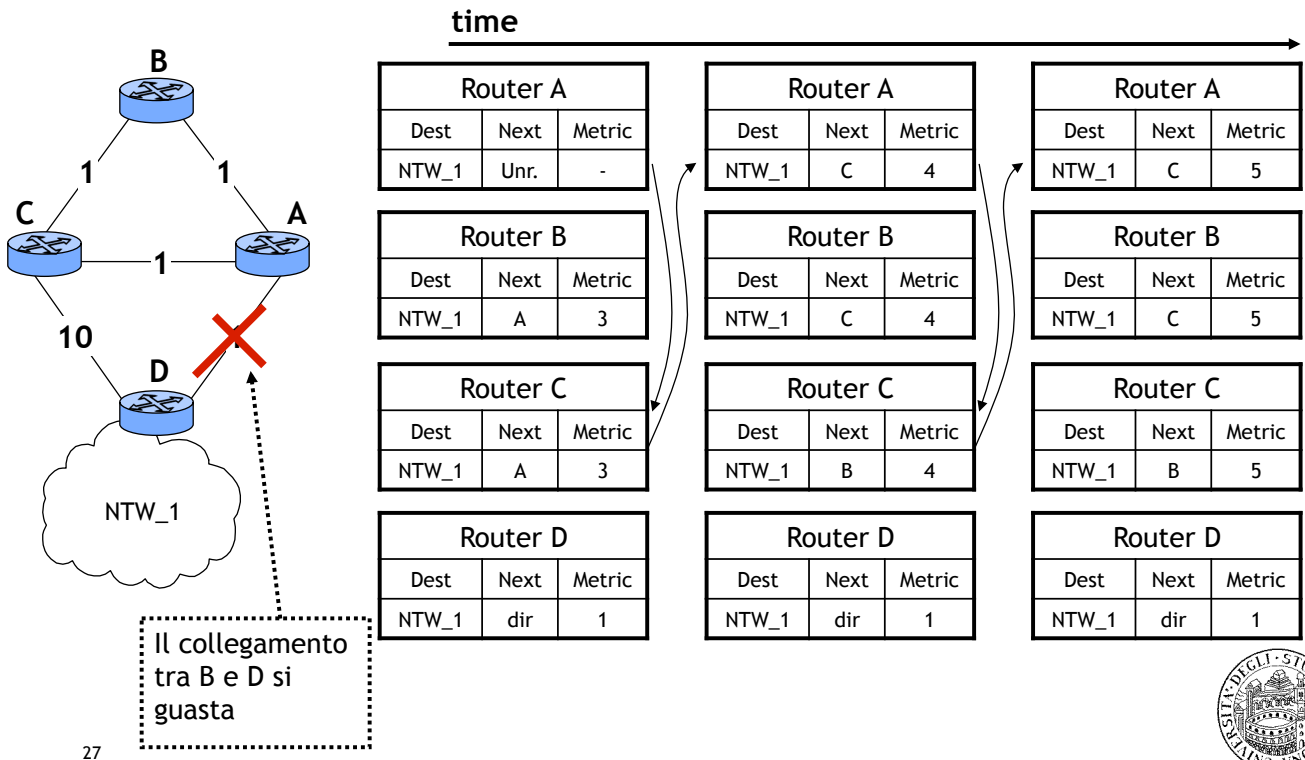 time
B
1
1
C
A
1
10
D
NTW_1
Il collegamento
tra B e D si
guasta
Router A
Dest Next Metric
NTW_1 Unr. -
Router B
Dest Next Metric
NTW_1 A 3
Router C
Dest Next Metric
NTW_1 A 3
Router D
Dest Next Metric
NTW_1 dir 1
Router A
Dest Next Metric
NTW_1 C 4
Router B
Dest Next Metric
NTW_1 C 4
Router C
Dest Next Metric
NTW_1 B 4
Router D
Dest Next Metric
NTW_1 dir 1
Router A
Dest Next Metric
NTW_1 C 5
Router B
Dest Next Metric
NTW_1 C 5
Router C
Dest Next Metric
NTW_1 B 5
Router D
Dest Next Metric
NTW_1 dir 1
27